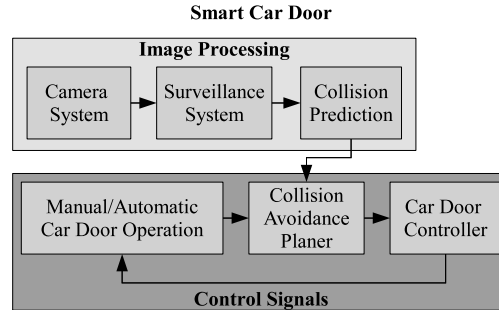 Smart Car Door
Image Processing
Camera
System
Surveillance
System
Collision
Prediction
Manual/Automatic
Car Door Operation
Collision
Avoidance
Planer
Car Door
Controller
Control Signals